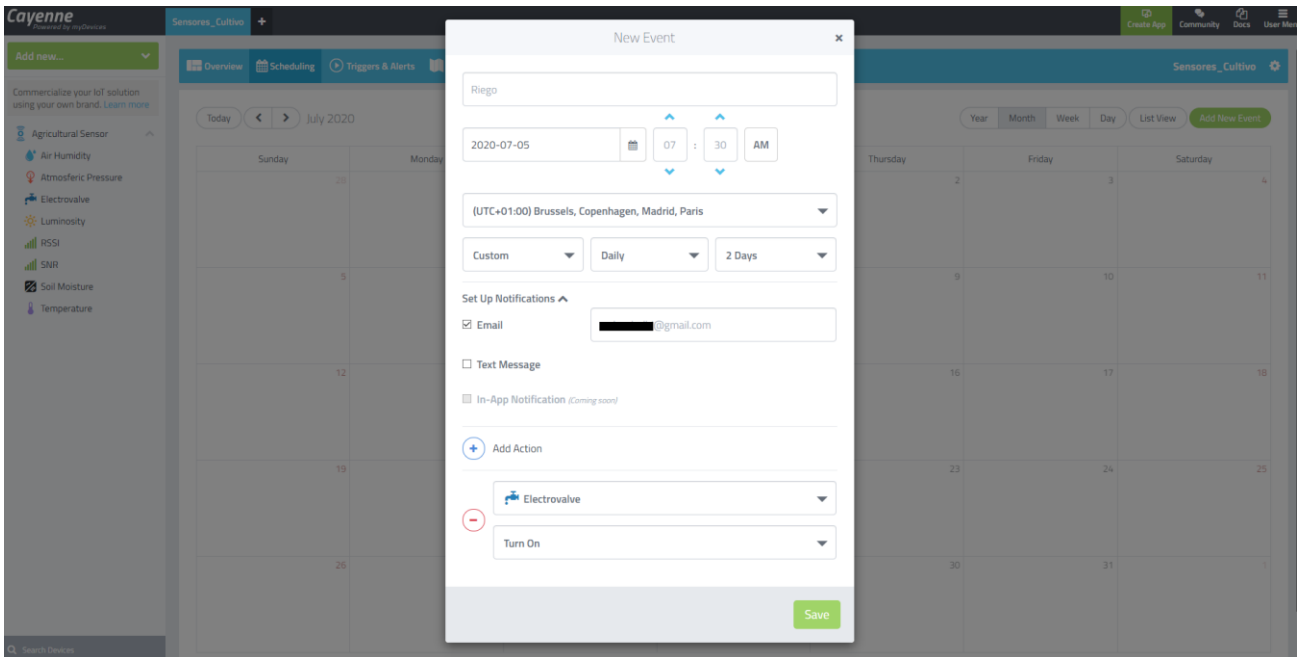 Cayenne
Powered by myDevices
Sensores_Cultivo +
Create App Community Docs User Men
Add new...
Commercialize your IoT solution
using your own brand. Learn more
Agricultural Sensor
Air Humidity
Atmosferic Pressure
Electrovalve
Luminosity
RSSI
SNR
Soil Moisture
Temperature
Search Devices
Overview Scheduling Triggers & Alerts
Sensores_Cultivo
Today July 2020
Year Month Week Day List View Add New Event
Sunday Monday Thursday Friday Saturday
28 2 3 4
5 9 10 11
12 16 17 18
19 23 24 25
26 30 31 1
New Event ×
Riego
2020-07-05 07 : 30 AM
(UTC+01:00) Brussels, Copenhagen, Madrid, Paris
Custom Daily 2 Days
Set Up Notifications
Email @gmail.com
Text Message
In-App Notification (Coming soon)
+ Add Action
Electrovalve
Turn On
Save